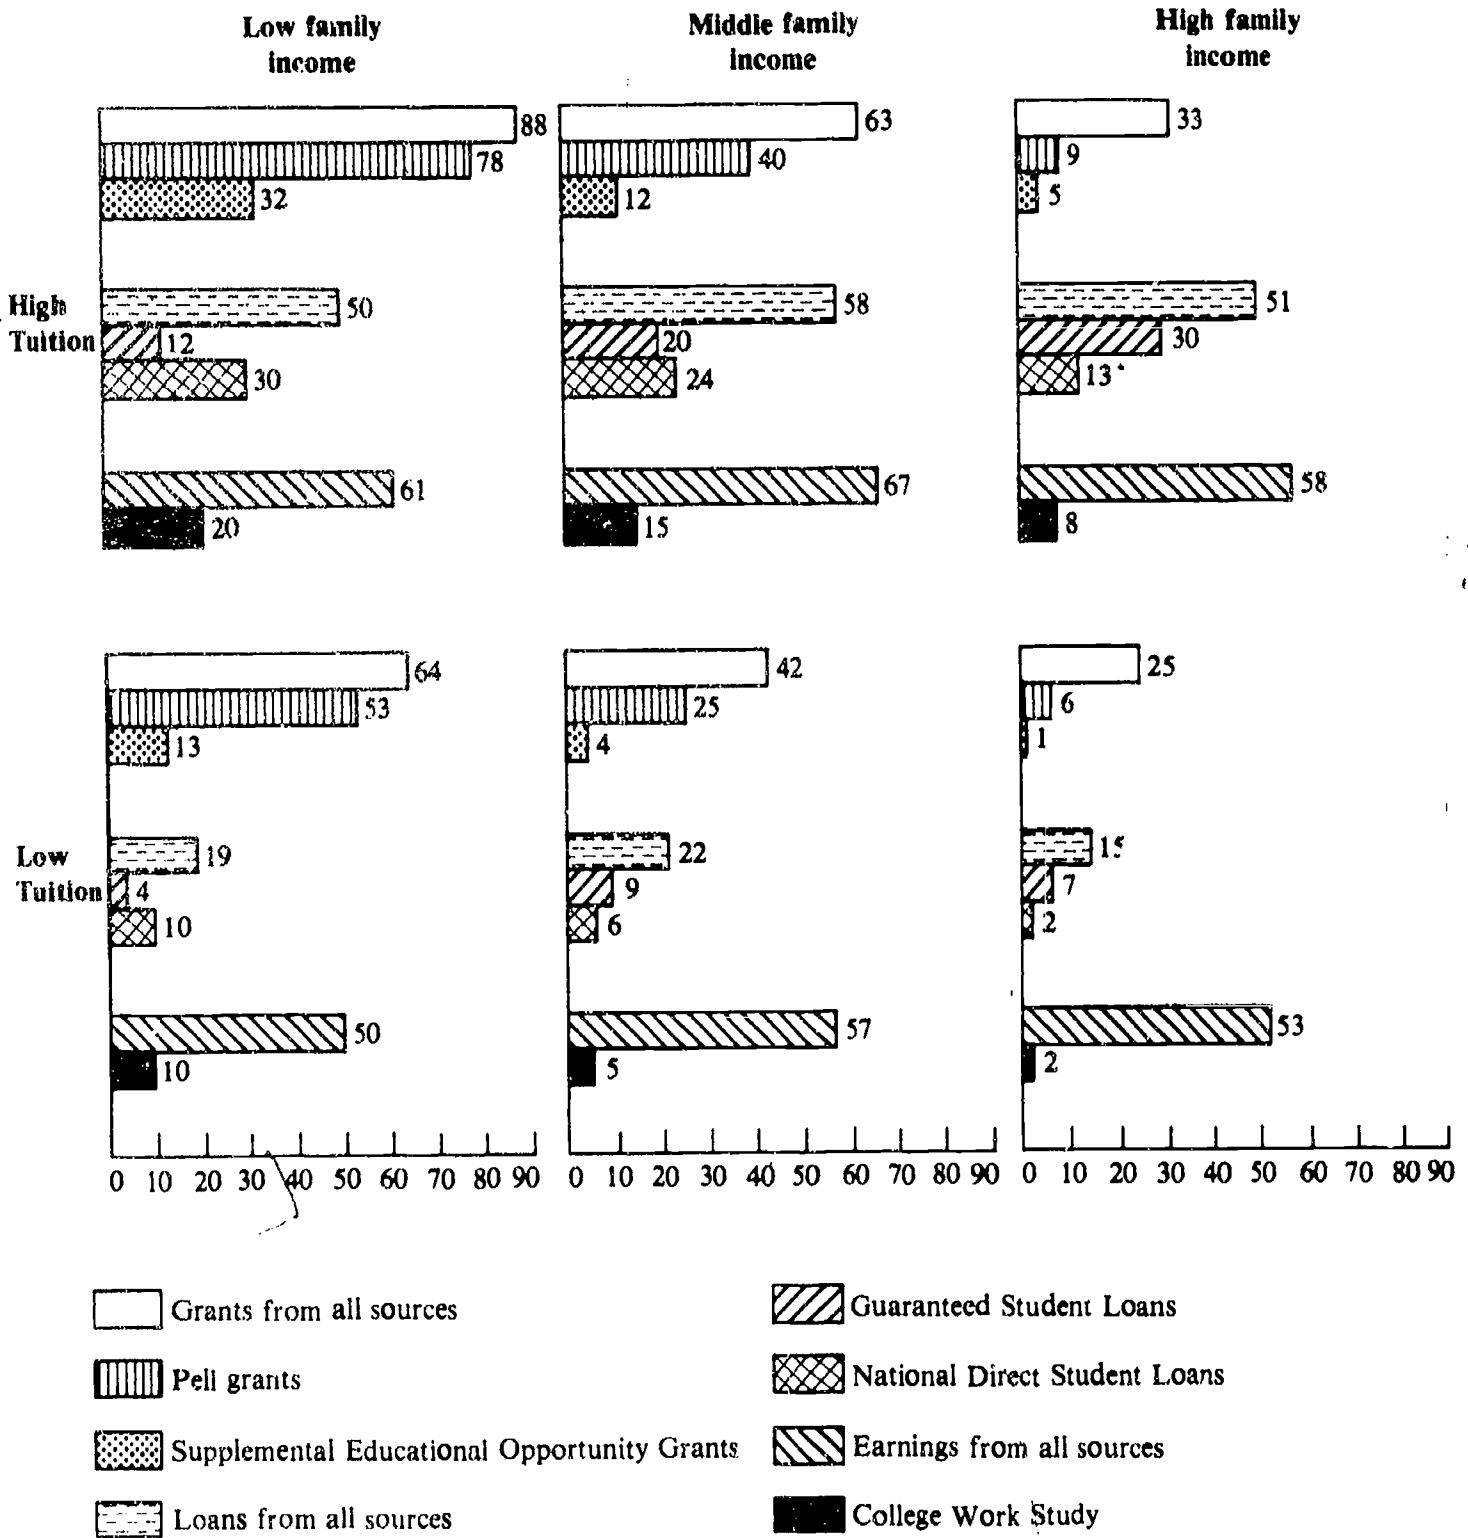 Low family
income
Middle family
income
High family
income
High
Tuition
88
78
32
50
12
30
61
20
63
40
12
58
20
24
67
15
33
9
5
51
30
13
58
8
Low
Tuition
64
53
13
19
4
10
50
10
42
25
4
22
9
6
57
5
25
6
1
15
7
2
53
2
0 10 20 30 40 50 60 70 80 90
0 10 20 30 40 50 60 70 80 90
0 10 20 30 40 50 60 70 80 90
Grants from all sources
Pell grants
Supplemental Educational Opportunity Grants
Loans from all sources
Guaranteed Student Loans
National Direct Student Loans
Earnings from all sources
College Work Study